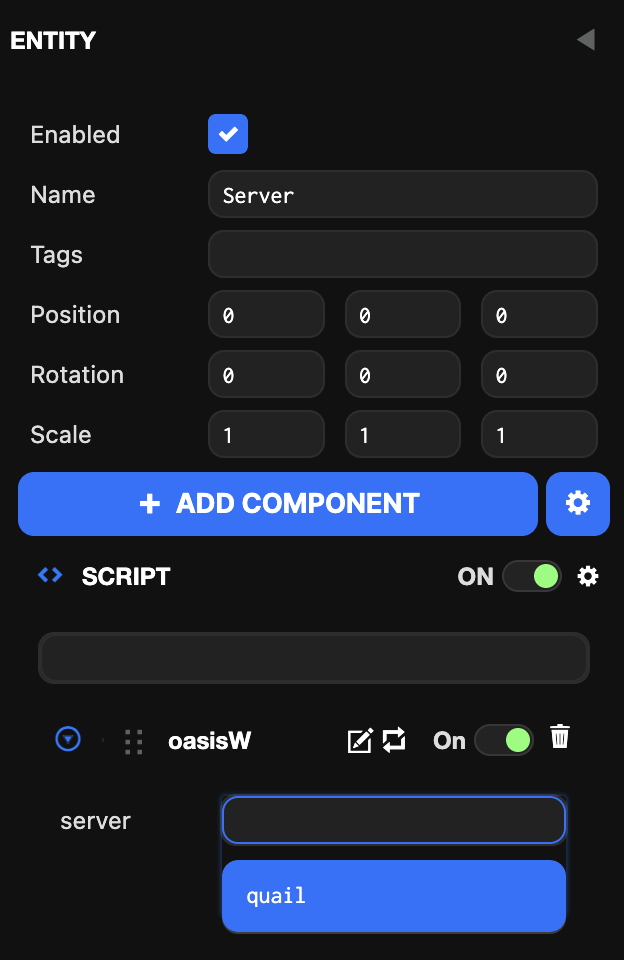 ENTITY
Enabled
Name Server
Tags
Position 0 0 0
Rotation 0 0 0
Scale 1 1 1
+ ADD COMPONENT
SCRIPT ON
oasisW On
server
quail